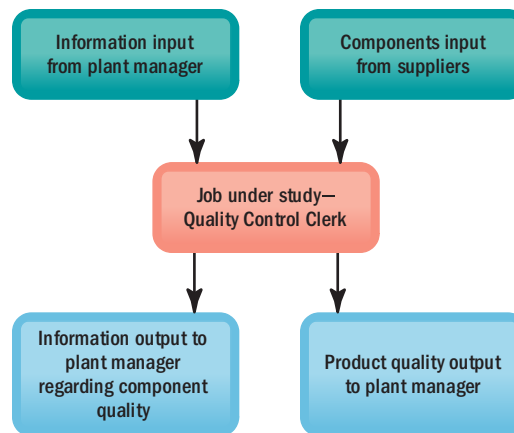 Information input
from plant manager
Components input
from suppliers
Job under study—
Quality Control Clerk
Information output to
plant manager
regarding component
quality
Product quality output
to plant manager